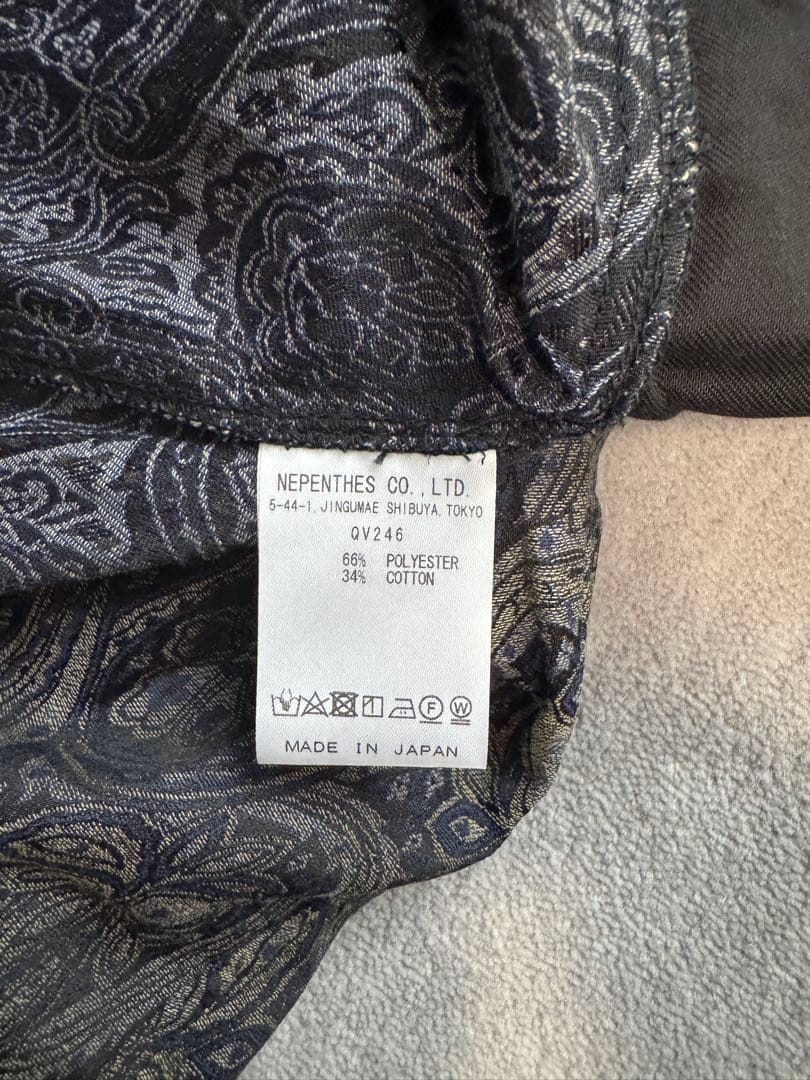 NEPENTHES CO., LTD.
5-44-1, JINGUMAE SHIBUYA, TOKYO
QV246
66% POLYESTER
34% COTTON
F W
MADE IN JAPAN